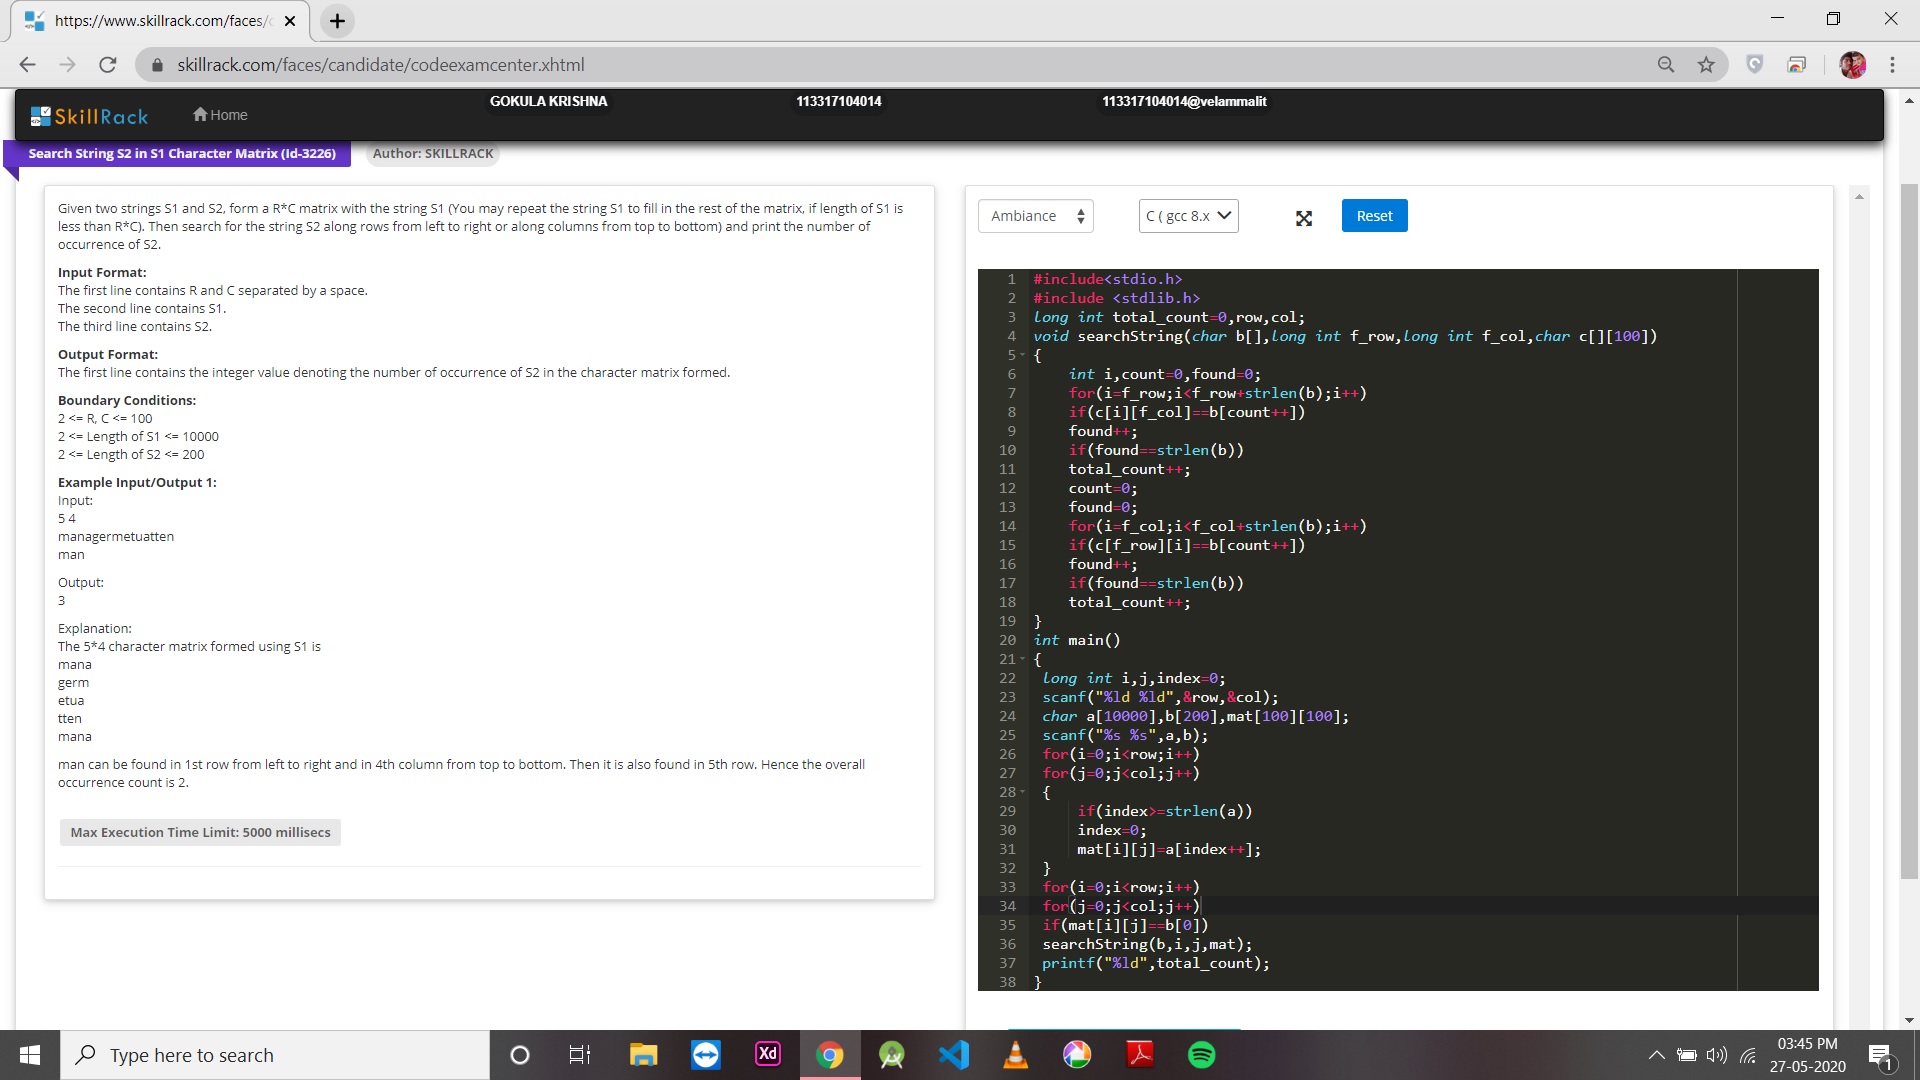 https://www.skillrack.com/faces/c
skillrack.com/faces/candidate/codeexamcenter.xhtml
SkillRack
Home
GOKULA KRISHNA
113317104014
113317104014@velammalit
Search String S2 in S1 Character Matrix (Id-3226)
Author: SKILLRACK
Given two strings S1 and S2, form a R*C matrix with the string S1 (You may repeat the string S1 to fill in the rest of the matrix, if length of S1 is
less than R*C). Then search for the string S2 along rows from left to right or along columns from top to bottom) and print the number of
occurrence of S2.
Input Format:
The first line contains R and C separated by a space.
The second line contains S1.
The third line contains S2.
Output Format:
The first line contains the integer value denoting the number of occurrence of S2 in the character matrix formed.
Boundary Conditions:
2 <= R, C <= 100
2 <= Length of S1 <= 10000
2 <= Length of S2 <= 200
Example Input/Output 1:
Input:
5 4
managermetuatten
man
Output:
3
Explanation:
The 5*4 character matrix formed using S1 is
mana
germ
etua
tten
mana
man can be found in 1st row from left to right and in 4th column from top to bottom. Then it is also found in 5th row. Hence the overall
occurrence count is 2.
Max Execution Time Limit: 5000 millisecs
Ambiance
C ( gcc 8.x
Reset
1 #include<stdio.h>
2 #include <stdlib.h>
3 long int total_count=0,row,col;
4 void searchString(char b[],long int f_row,long int f_col,char c[][100])
5 {
6 int i,count=0,found=0;
7 for(i=f_row;i<f_row+strlen(b);i++)
8 if(c[i][f_col]==b[count++])
9 found++;
10 if(found==strlen(b))
11 total_count++;
12 count=0;
13 found=0;
14 for(i=f_col;i<f_col+strlen(b);i++)
15 if(c[f_row][i]==b[count++])
16 found++;
17 if(found==strlen(b))
18 total_count++;
19 }
20 int main()
21 {
22 long int i,j,index=0;
23 scanf("%ld %ld",&row,&col);
24 char a[10000],b[200],mat[100][100];
25 scanf("%s %s",a,b);
26 for(i=0;i<row;i++)
27 for(j=0;j<col;j++)
28 {
29 if(index>=strlen(a))
30 index=0;
31 mat[i][j]=a[index++];
32 }
33 for(i=0;i<row;i++)
34 for(j=0;j<col;j++)
35 if(mat[i][j]==b[0])
36 searchString(b,i,j,mat);
37 printf("%ld",total_count);
38 }
Type here to search
Xd
03:45 PM
27-05-2020
1